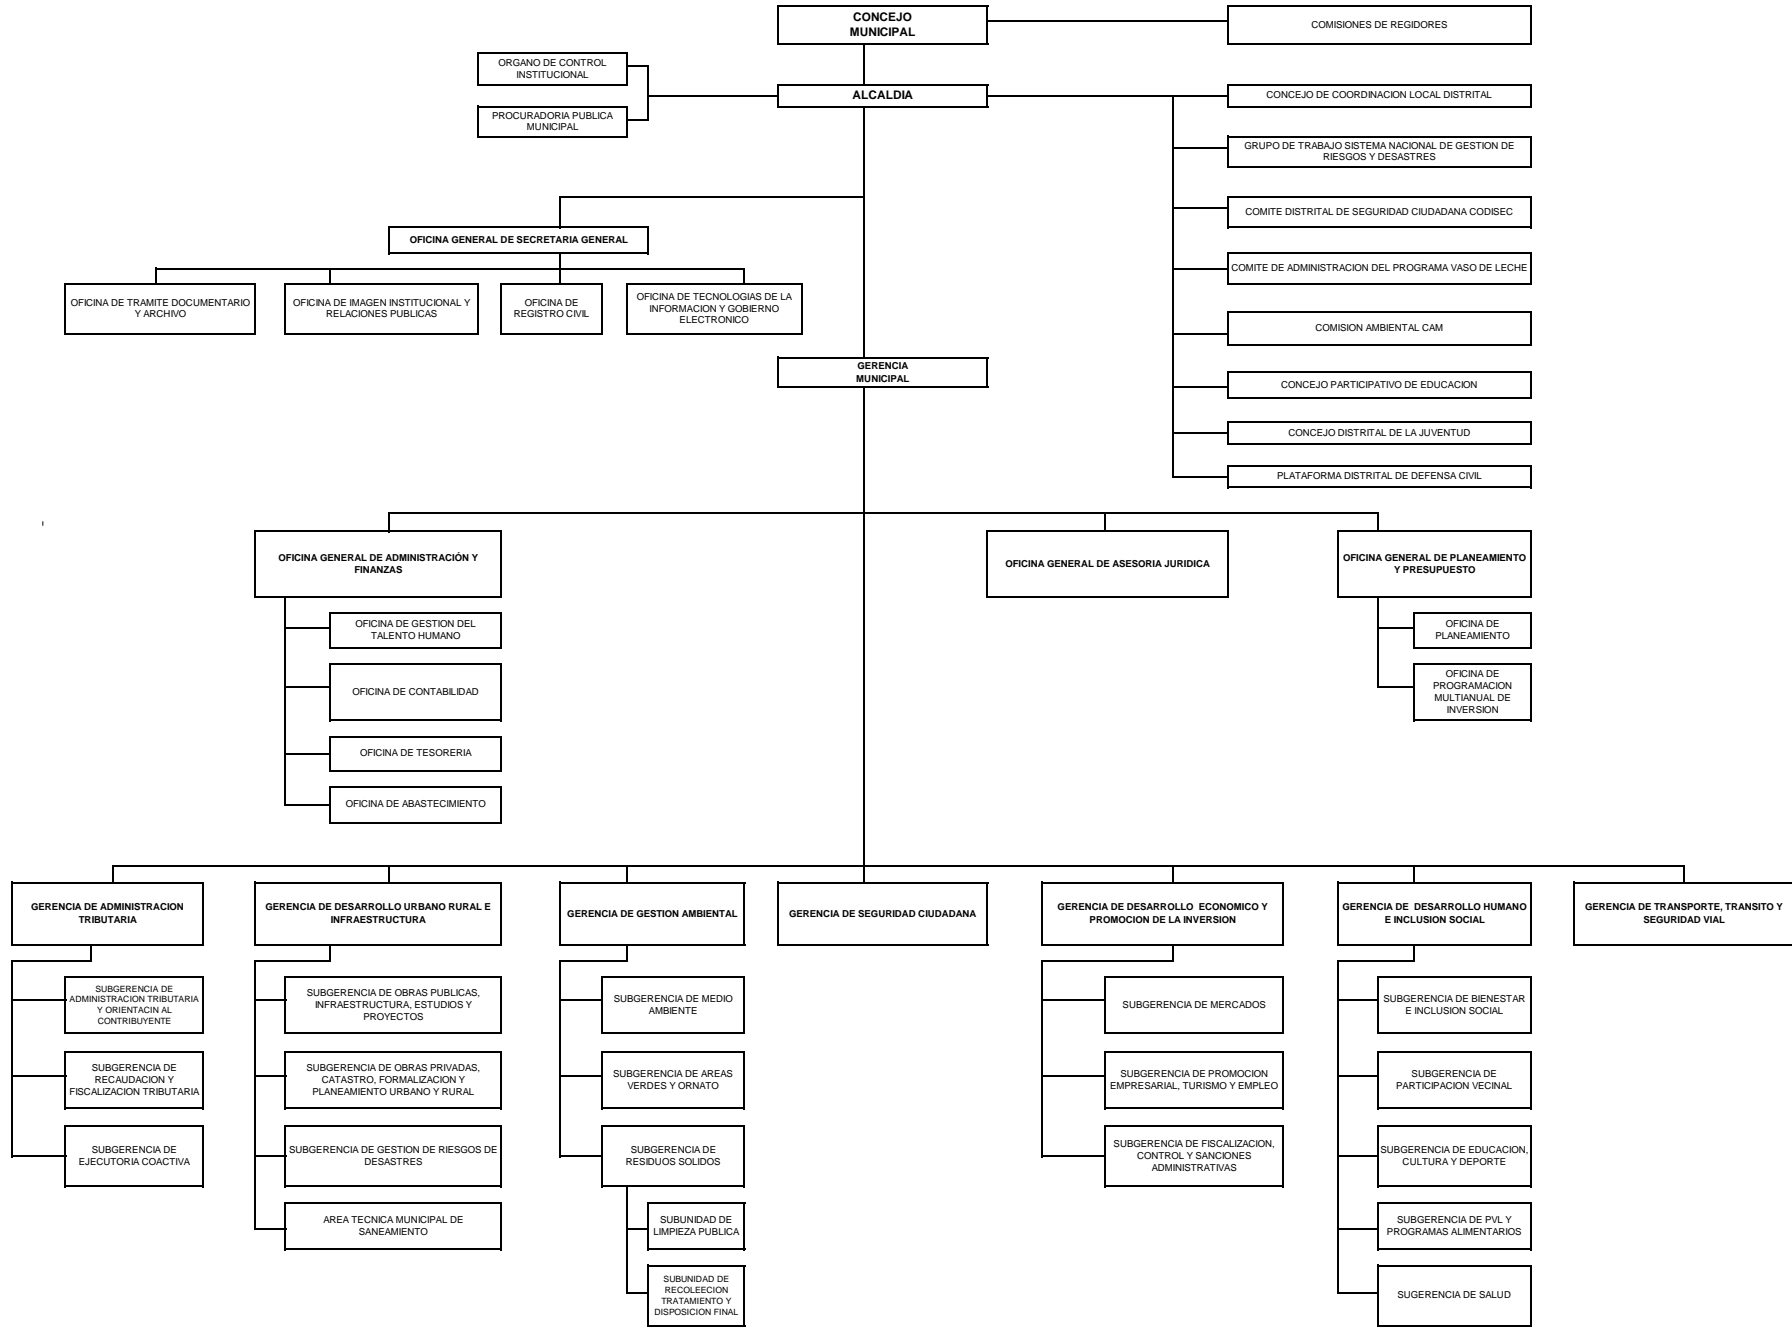 CONCEJO
MUNICIPAL
COMISIONES DE REGIDORES
ORGANO DE CONTROL
INSTITUCIONAL
ALCALDIA
CONCEJO DE COORDINACION LOCAL DISTRITAL
PROCURADORIA PUBLICA
MUNICIPAL
GRUPO DE TRABAJO SISTEMA NACIONAL DE GESTION DE
RIESGOS Y DESASTRES
COMITE DISTRITAL DE SEGURIDAD CIUDADANA CODISEC
OFICINA GENERAL DE SECRETARIA GENERAL
COMITE DE ADMINISTRACION DEL PROGRAMA VASO DE LECHE
OFICINA DE TRAMITE DOCUMENTARIO
Y ARCHIVO
OFICINA DE IMAGEN INSTITUCIONAL Y
RELACIONES PUBLICAS
OFICINA DE
REGISTRO CIVIL
OFICINA DE TECNOLOGIAS DE LA
INFORMACION Y GOBIERNO
ELECTRONICO
COMISION AMBIENTAL CAM
GERENCIA
MUNICIPAL
CONCEJO PARTICIPATIVO DE EDUCACION
CONCEJO DISTRITAL DE LA JUVENTUD
PLATAFORMA DISTRITAL DE DEFENSA CIVIL
OFICINA GENERAL DE ADMINISTRACIÓN Y
FINANZAS
OFICINA GENERAL DE ASESORIA JURIDICA
OFICINA GENERAL DE PLANEAMIENTO
Y PRESUPUESTO
OFICINA DE GESTION DEL
TALENTO HUMANO
OFICINA DE CONTABILIDAD
OFICINA DE TESORERIA
OFICINA DE ABASTECIMIENTO
OFICINA DE
PLANEAMIENTO
OFICINA DE
PROGRAMACION
MULTIANUAL DE
INVERSION
GERENCIA DE ADMINISTRACION
TRIBUTARIA
GERENCIA DE DESARROLLO URBANO RURAL E
INFRAESTRUCTURA
GERENCIA DE GESTION AMBIENTAL
GERENCIA DE SEGURIDAD CIUDADANA
GERENCIA DE DESARROLLO ECONOMICO Y
PROMOCION DE LA INVERSION
GERENCIA DE DESARROLLO HUMANO
E INCLUSION SOCIAL
GERENCIA DE TRANSPORTE, TRANSITO Y
SEGURIDAD VIAL
SUBGERENCIA DE
ADMINISTRACION TRIBUTARIA
Y ORIENTACIN AL
CONTRIBUYENTE
SUBGERENCIA DE
RECAUDACION Y
FISCALIZACION TRIBUTARIA
SUBGERENCIA DE
EJECUTORIA COACTIVA
SUBGERENCIA DE OBRAS PUBLICAS,
INFRAESTRUCTURA, ESTUDIOS Y
PROYECTOS
SUBGERENCIA DE OBRAS PRIVADAS,
CATASTRO, FORMALIZACION Y
PLANEAMIENTO URBANO Y RURAL
SUBGERENCIA DE GESTION DE RIESGOS DE
DESASTRES
AREA TECNICA MUNICIPAL DE
SANEAMIENTO
SUBGERENCIA DE MEDIO
AMBIENTE
SUBGERENCIA DE AREAS
VERDES Y ORNATO
SUBGERENCIA DE
RESIDUOS SOLIDOS
SUBUNIDAD DE
LIMPIEZA PUBLICA
SUBUNIDAD DE
RECOLEECION
TRATAMIENTO Y
DISPOSICION FINAL
SUBGERENCIA DE MERCADOS
SUBGERENCIA DE PROMOCION
EMPRESARIAL, TURISMO Y EMPLEO
SUBGERENCIA DE FISCALIZACION,
CONTROL Y SANCIONES
ADMINISTRATIVAS
SUBGERENCIA DE BIENESTAR
E INCLUSION SOCIAL
SUBGERENCIA DE
PARTICIPACION VECINAL
SUBGERENCIA DE EDUCACION,
CULTURA Y DEPORTE
SUBGERENCIA DE PVL Y
PROGRAMAS ALIMENTARIOS
SUGERENCIA DE SALUD